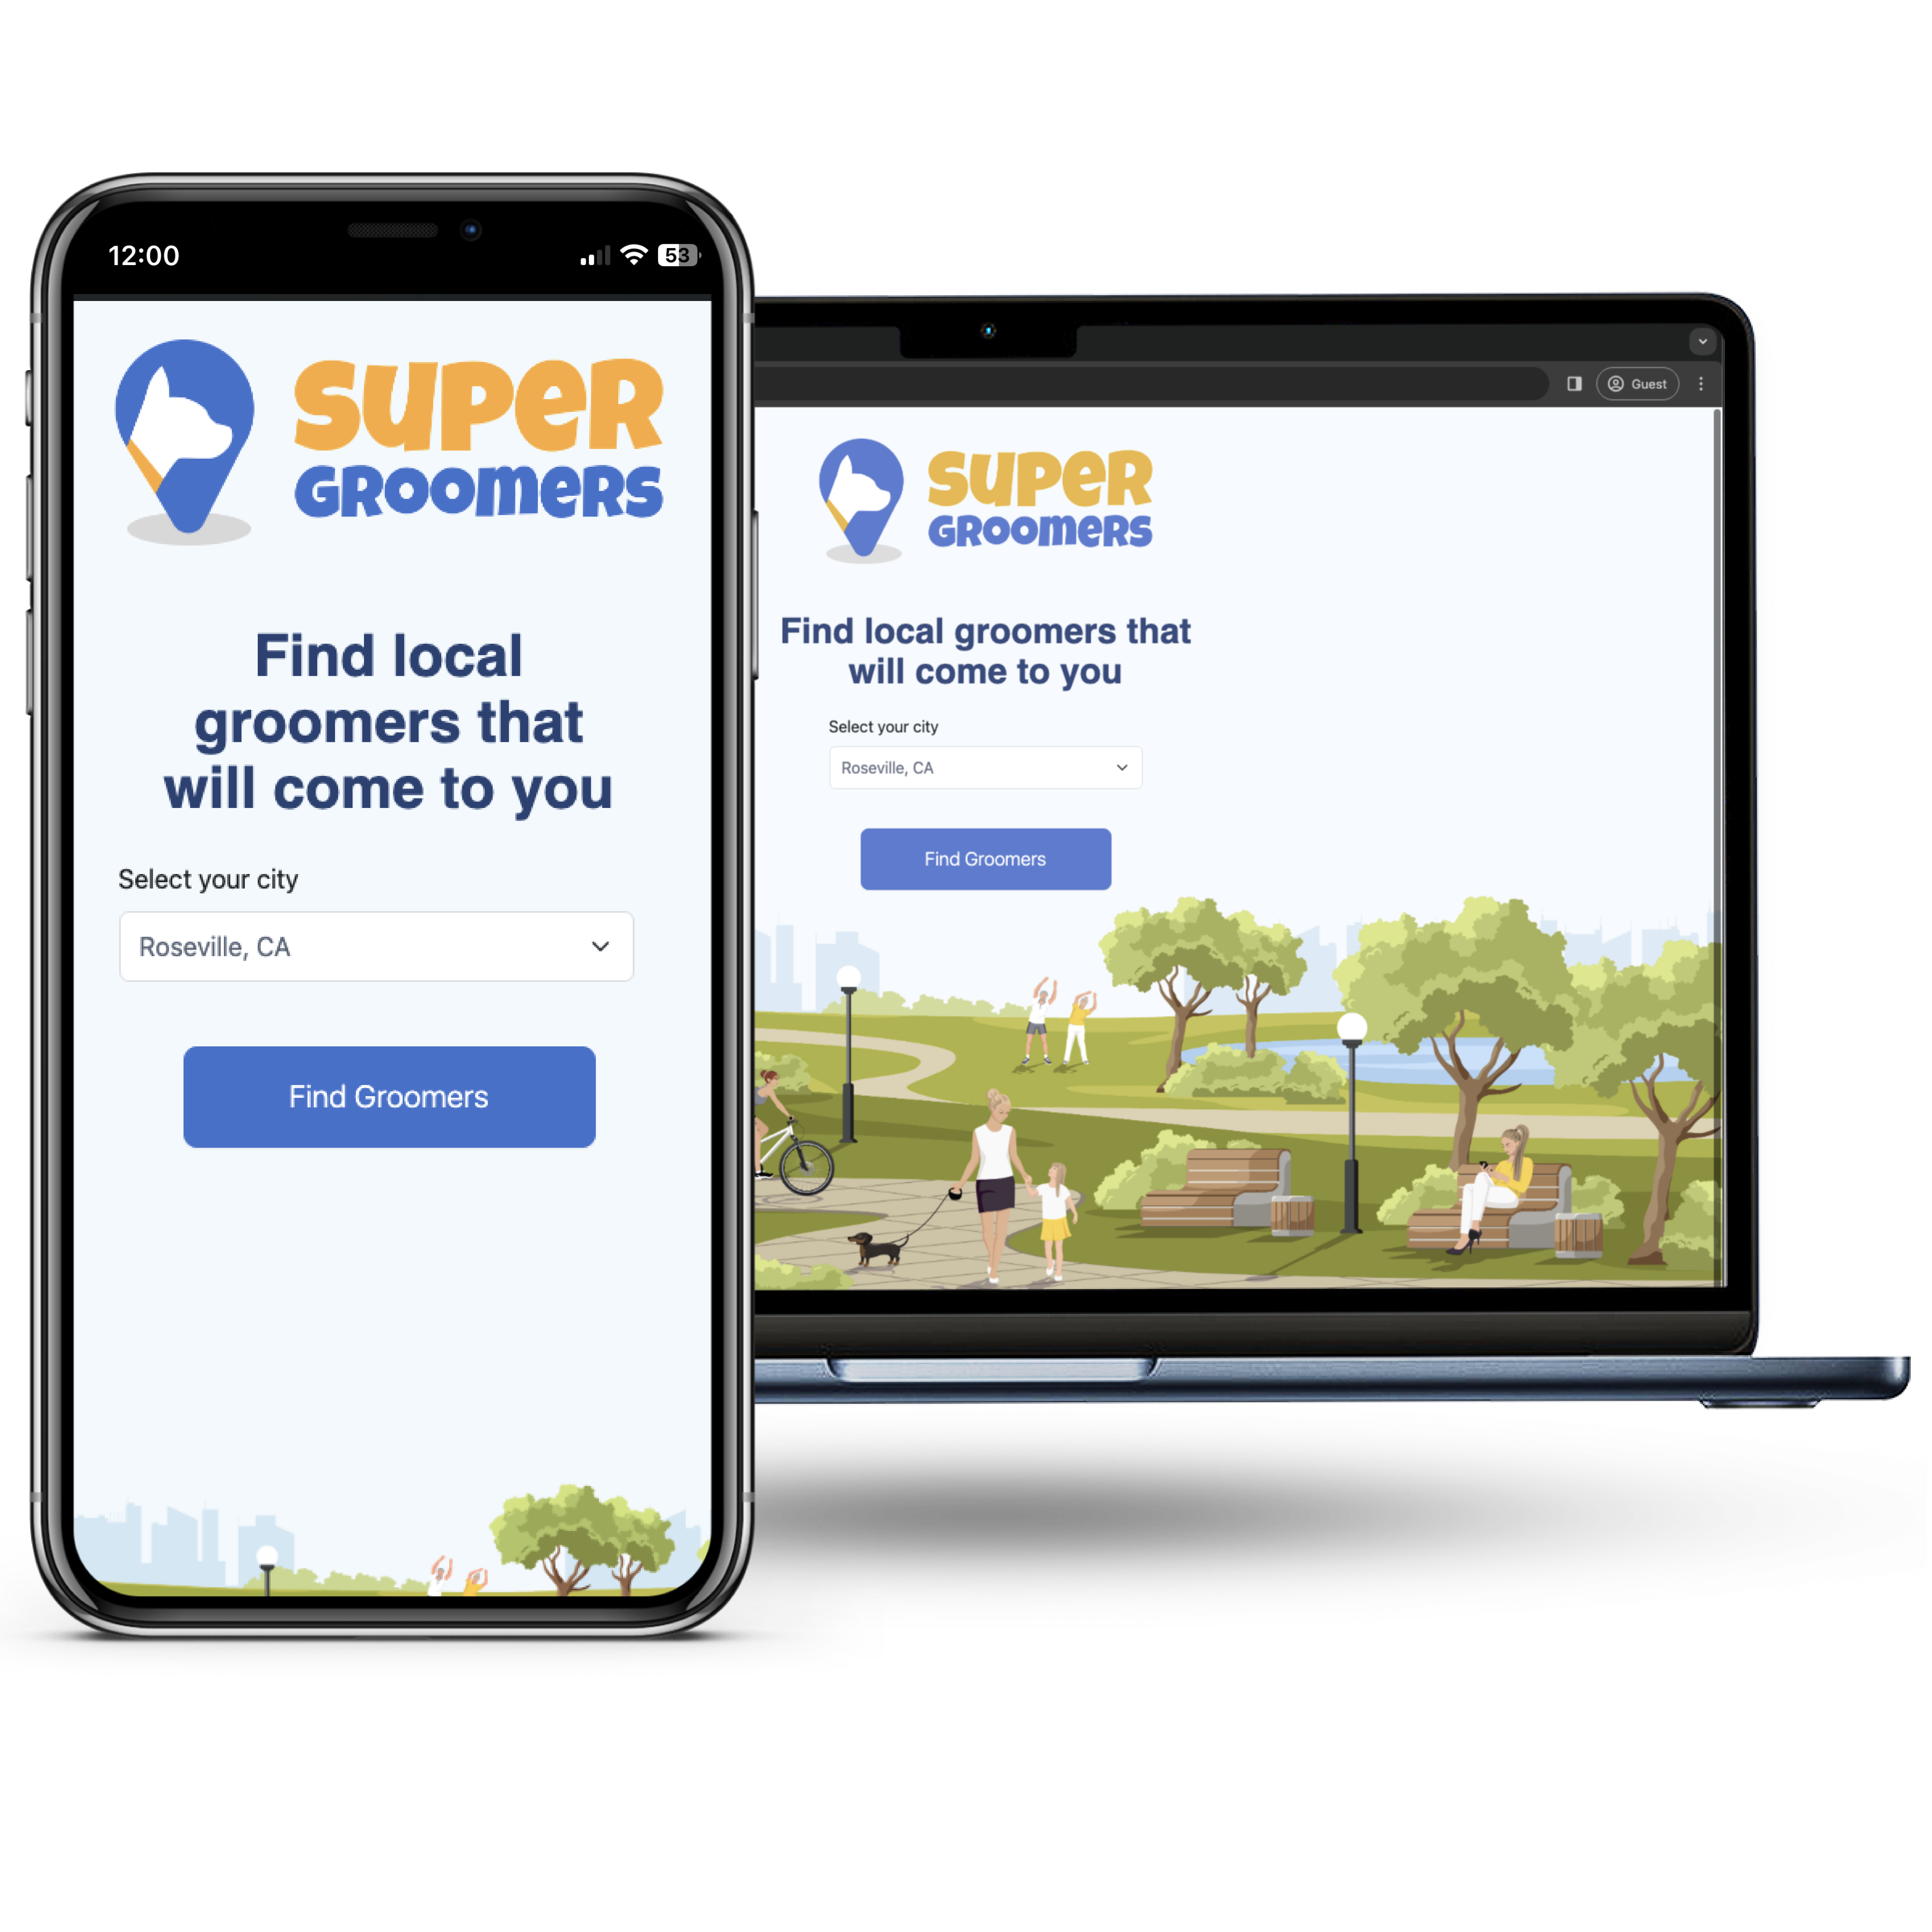 12:00
53
SUPER
GROOMERS
Find local
groomers that
will come to you
Select your city
Roseville, CA
Find Groomers
Guest
SUPER
GROOMERS
Find local groomers that
will come to you
Select your city
Roseville, CA
Find Groomers